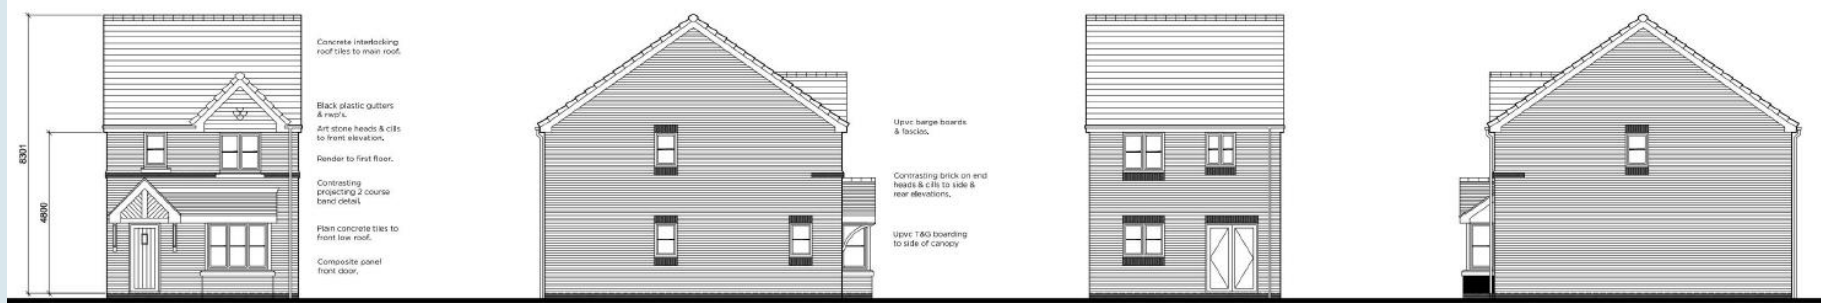 8301
4800
Concrete interlocking
roof tiles to main roof.
Black plastic gutters
& rwp's.
Art stone heads & cills
to front elevation.
Render to first floor.
Contrasting
projecting 2 course
band detail.
Plain concrete tiles to
front low roof.
Composite panel
front door.
Upvc barge boards
& fascias.
Contrasting brick on end
heads & cills to side &
rear elevations.
Upvc T&G boarding
to side of canopy